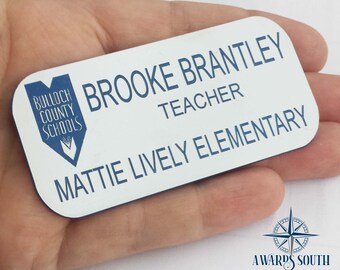 BULLOCH
COUNTY
SCHOOLS
BROOKE BRANTLEY
TEACHER
MATTIE LIVELY ELEMENTARY
AWARDS SOUTH